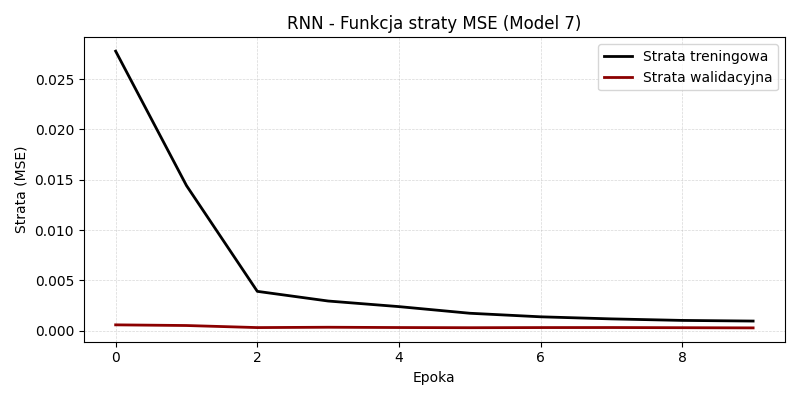 RNN - Funkcja straty MSE (Model 7)
Strata treningowa
Strata walidacyjna
Strata (MSE)
0.025
0.020
0.015
0.010
0.005
0.000
0 2 4 6 8
Epoka